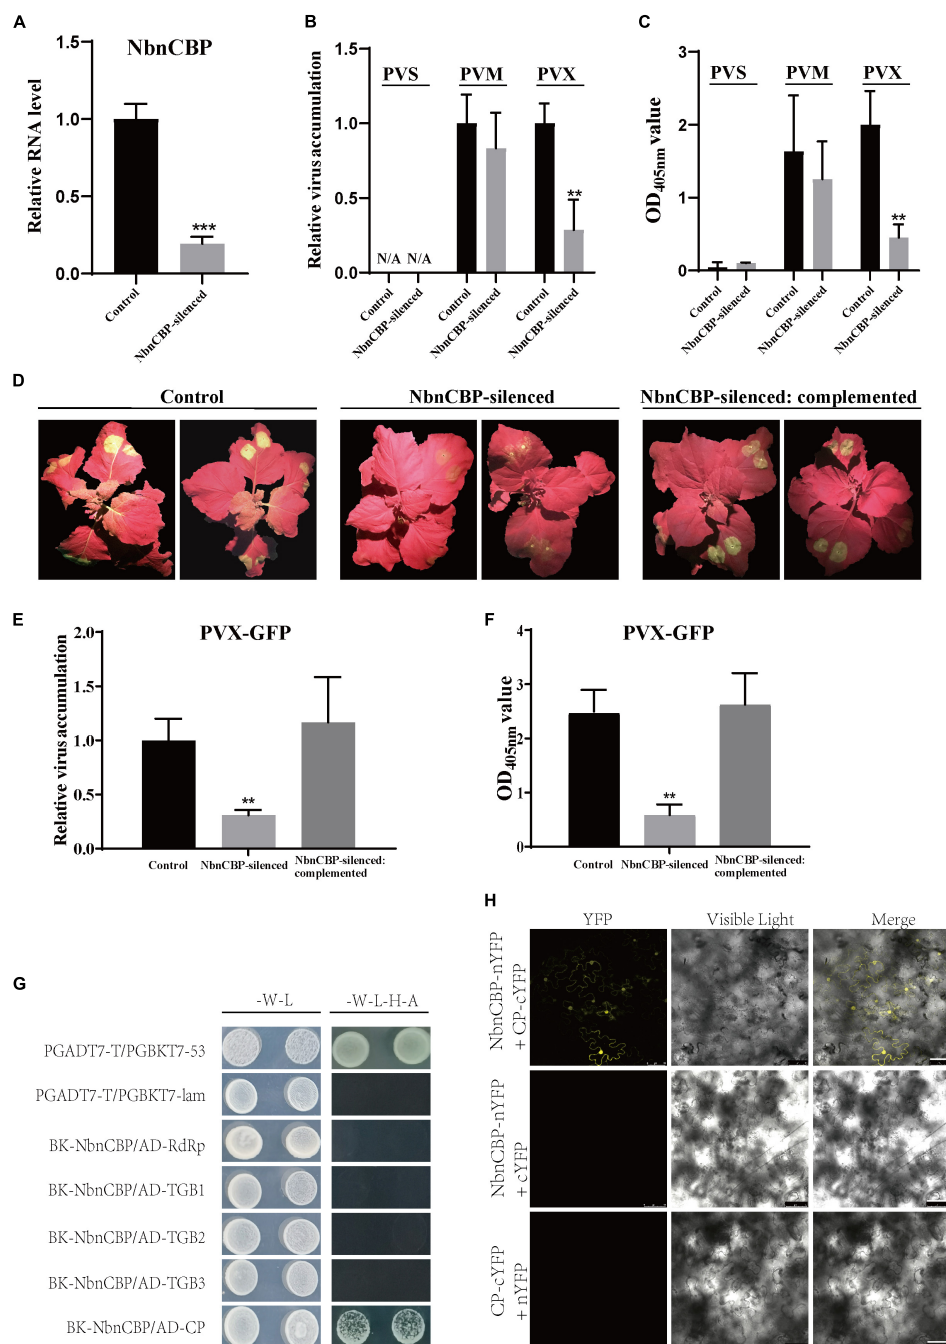 A
NbnCBP
Relative RNA level
1.5
1.0
0.5
0.0
***
Control
NbnCBP-silenced
B
Relative virus accumulation
1.5
1.0
0.5
0.0
PVS
PVM
PVX
N/A
N/A
**
Control
NbnCBP-silenced
Control
NbnCBP-silenced
Control
NbnCBP-silenced
C
OD405nm value
3
2
1
0
PVS
PVM
PVX
**
Control
NbnCBP-silenced
Control
NbnCBP-silenced
Control
NbnCBP-silenced
D
Control
NbnCBP-silenced
NbnCBP-silenced: complemented
E
PVX-GFP
Relative virus accumulation
2.0
1.5
1.0
0.5
0.0
**
Control
NbnCBP-silenced
NbnCBP-silenced:
complemented
F
PVX-GFP
OD405nm value
4
3
2
1
0
**
Control
NbnCBP-silenced
NbnCBP-silenced:
complemented
G
-W-L
-W-L-H-A
PGADT7-T/PGBKT7-53
PGADT7-T/PGBKT7-lam
BK-NbnCBP/AD-RdRp
BK-NbnCBP/AD-TGB1
BK-NbnCBP/AD-TGB2
BK-NbnCBP/AD-TGB3
BK-NbnCBP/AD-CP
H
YFP
Visible Light
Merge
NbnCBP-nYFP
+ CP-cYFP
NbnCBP-nYFP
+ cYFP
CP-cYFP
+ nYFP